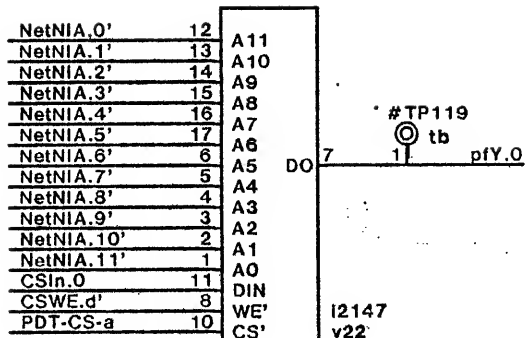 NetNIA.0' 12 A11
NetNIA.1' 13 A10
NetNIA.2' 14 A9
NetNIA.3' 15 A8
NetNIA.4' 16 A7
NetNIA.5' 17 A6
NetNIA.6' 6 A5
NetNIA.7' 5 A4
NetNIA.8' 4 A3
NetNIA.9' 3 A2
NetNIA.10' 2 A1
NetNIA.11' 1 A0
CSIn.0 11 DIN
CSWE.d' 8 WE'
PDT-CS-a 10 CS'
DO 7 1 pfY.0
#TP119
tb
i2147
v22